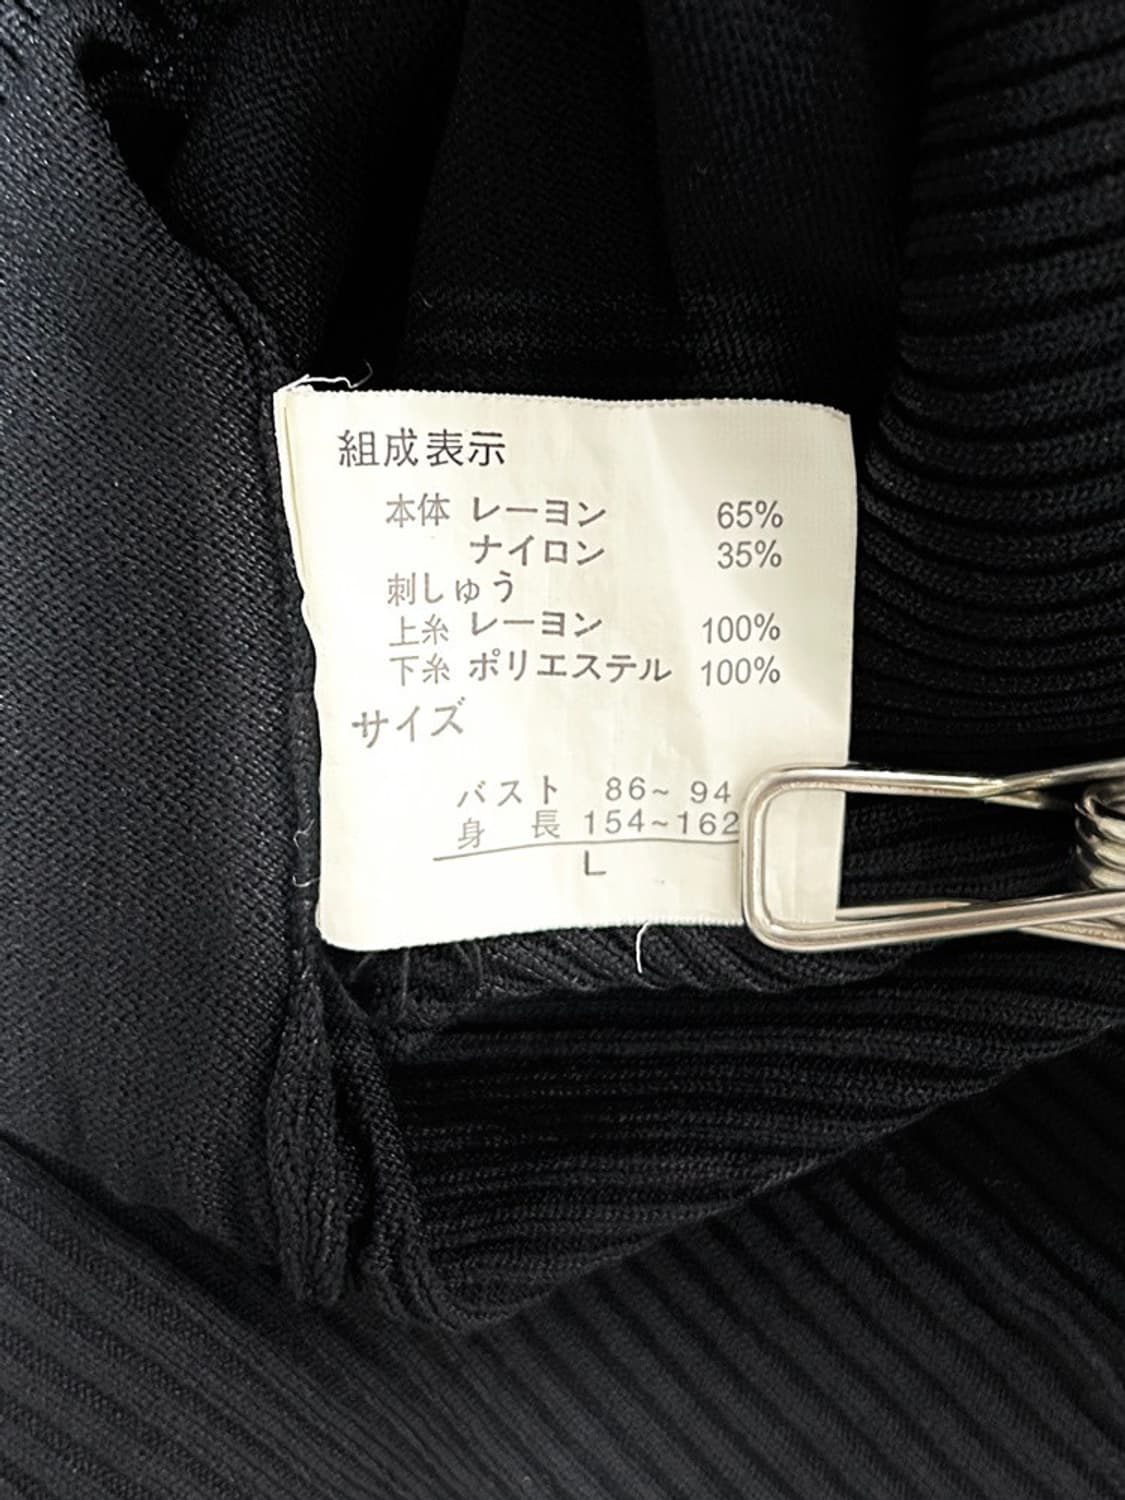 組成表示
本体 レーヨン 65%
ナイロン 35%
刺しゅう
上糸 レーヨン 100%
下糸 ポリエステル 100%
サイズ
バスト 86~94
身長 154~162
L